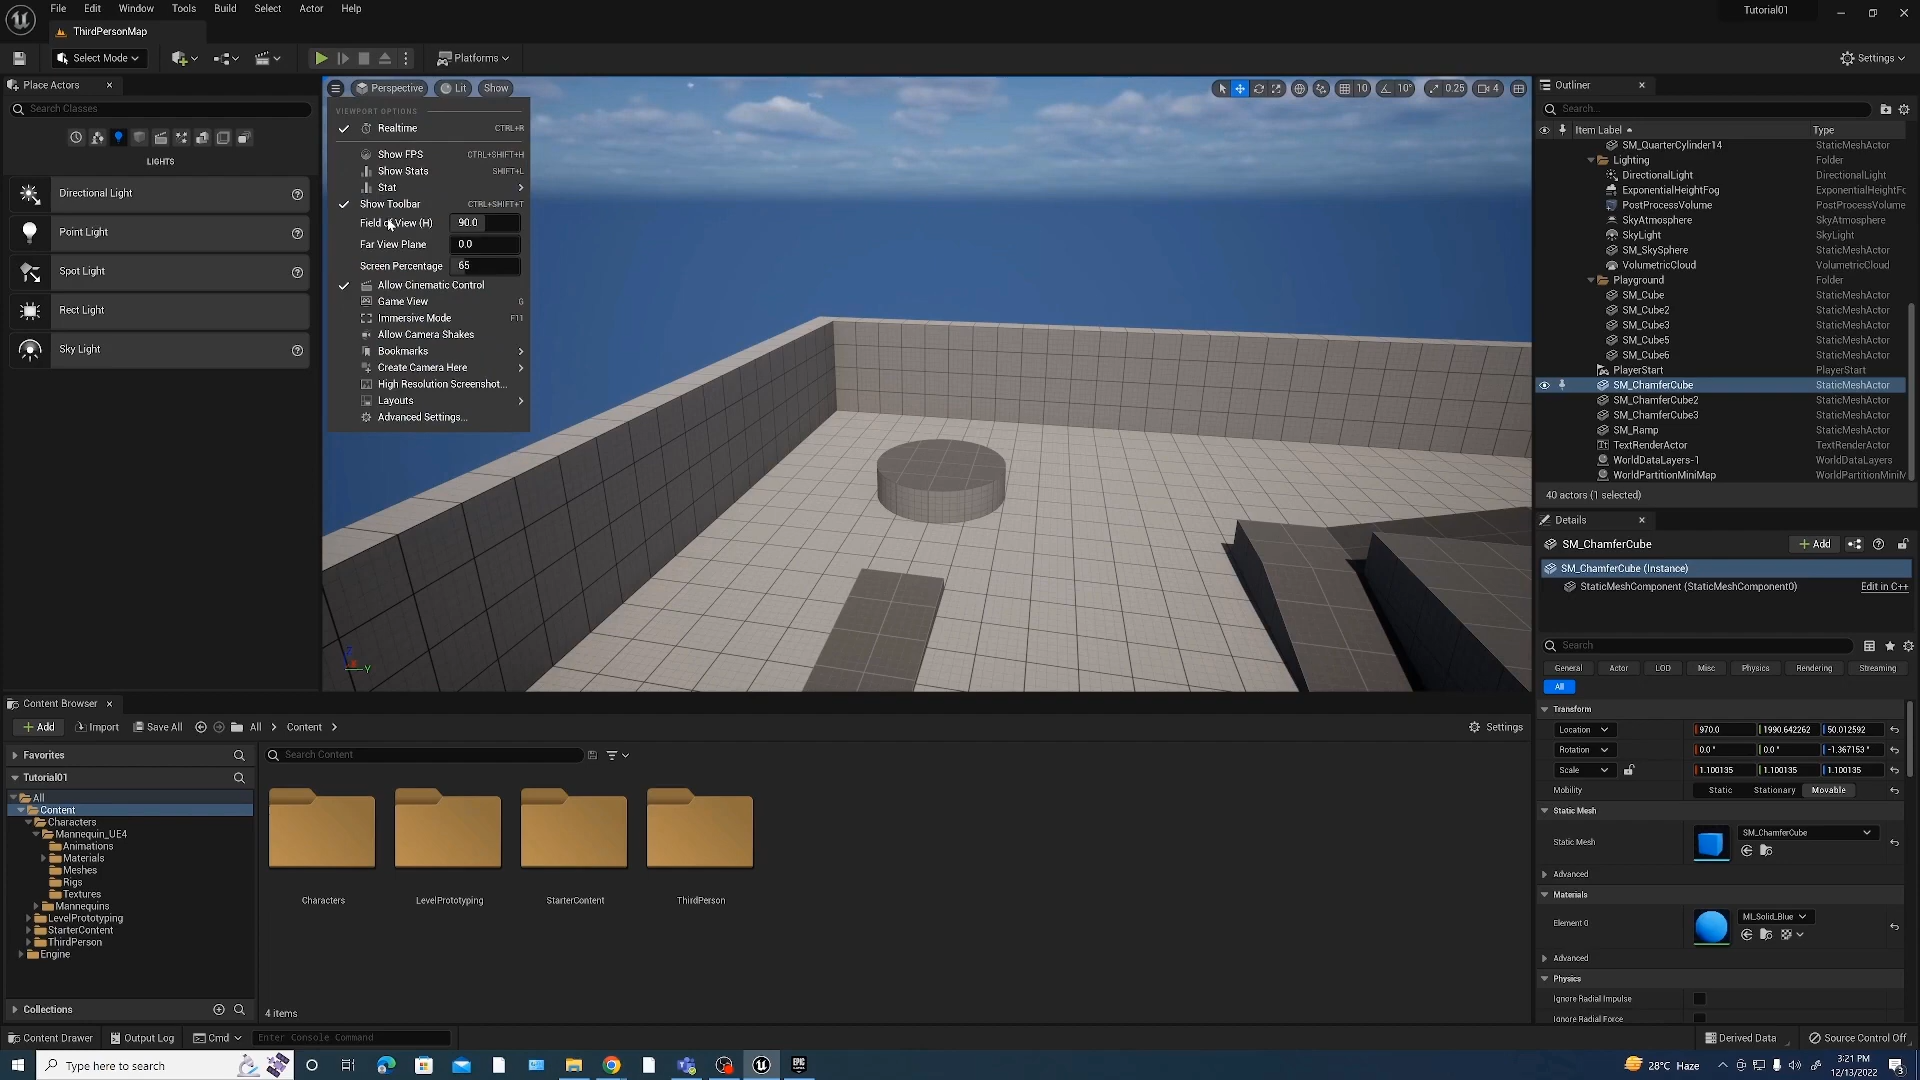 File Edit Window Tools Build Select Actor Help
Tutorial01
ThirdPersonMap
Select Mode
Platforms
Settings
Place Actors
Search Classes
LIGHTS
Directional Light
Point Light
Spot Light
Rect Light
Sky Light
Perspective Lit Show
10 10° 0.25 4
VIEWPORT OPTIONS
Realtime CTRL+R
Show FPS CTRL+SHIFT+H
Show Stats SHIFT+L
Stat
Show Toolbar CTRL+SHIFT+T
Field of View (H) 90.0
Far View Plane 0.0
Screen Percentage 65
Allow Cinematic Control
Game View G
Immersive Mode F11
Allow Camera Shakes
Bookmarks
Create Camera Here
High Resolution Screenshot...
Layouts
Advanced Settings...
Z
Y
Outliner
Search...
Item Label Type
SM_QuarterCylinder14 StaticMeshActor
Lighting Folder
DirectionalLight DirectionalLight
ExponentialHeightFog ExponentialHeightFo
PostProcessVolume PostProcessVolume
SkyAtmosphere SkyAtmosphere
SkyLight SkyLight
SM_SkySphere StaticMeshActor
VolumetricCloud VolumetricCloud
Playground Folder
SM_Cube StaticMeshActor
SM_Cube2 StaticMeshActor
SM_Cube3 StaticMeshActor
SM_Cube5 StaticMeshActor
SM_Cube6 StaticMeshActor
PlayerStart PlayerStart
SM_ChamferCube StaticMeshActor
SM_ChamferCube2 StaticMeshActor
SM_ChamferCube3 StaticMeshActor
SM_Ramp StaticMeshActor
TextRenderActor TextRenderActor
WorldDataLayers-1 WorldDataLayers
WorldPartitionMiniMap WorldPartitionMiniM
40 actors (1 selected)
Details
SM_ChamferCube
Add
SM_ChamferCube (Instance)
StaticMeshComponent (StaticMeshComponent0) Edit in C++
Search
General Actor LOD Misc Physics Rendering Streaming
All
Transform
Location 970.0 1990.642262 50.012592
Rotation 0.0 ° 0.0 ° -1.367153 °
Scale 1.100135 1.100135 1.100135
Mobility Static Stationary Movable
Static Mesh
Static Mesh SM_ChamferCube
Advanced
Materials
Element 0 MI_Solid_Blue
Advanced
Physics
Ignore Radial Impulse
Ignore Radial Force
Content Browser
Add Import Save All All Content
Settings
Favorites
Search Content
Tutorial01
All
Content
Characters
Mannequin_UE4
Animations
Materials
Meshes
Rigs
Textures
Mannequins
LevelPrototyping
StarterContent
ThirdPerson
Engine
Collections
Characters LevelPrototyping StarterContent ThirdPerson
4 items
Content Drawer Output Log Cmd Enter Console Command
Derived Data Source Control Off
Type here to search
28°C Haze
3:21 PM
12/13/2022
3